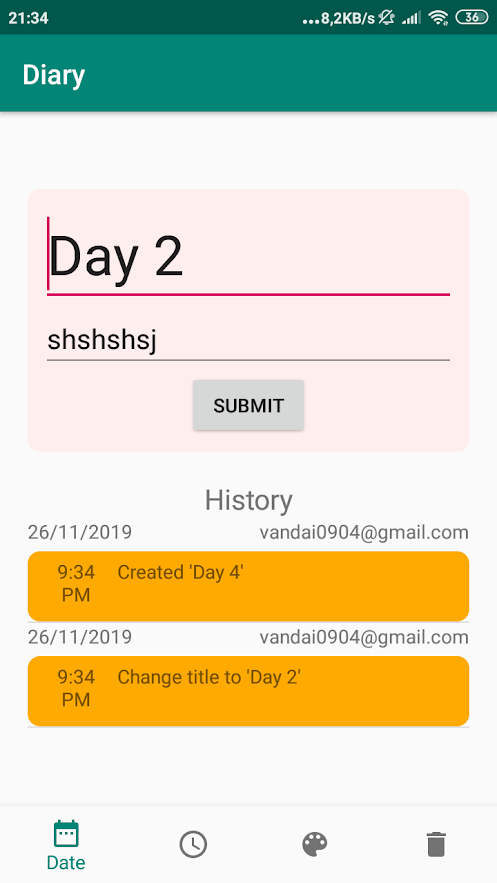 21:34 ...8,2KB/s 36
Diary
Day 2
shshshsj
SUBMIT
History
26/11/2019 vandai0904@gmail.com
9:34 Created 'Day 4'
PM
26/11/2019 vandai0904@gmail.com
9:34 Change title to 'Day 2'
PM
Date